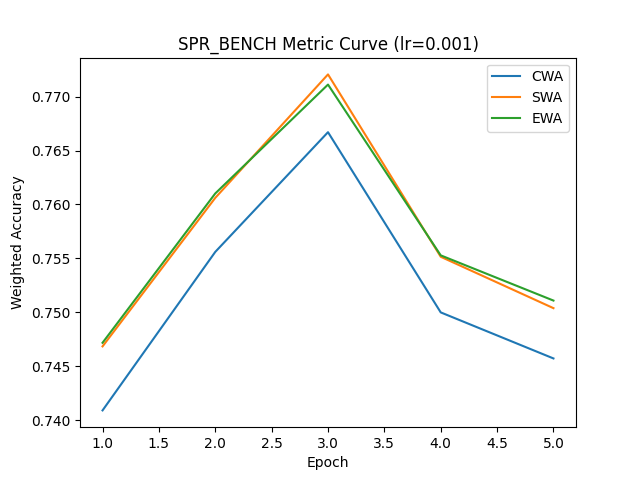 SPR_BENCH Metric Curve (lr=0.001)
CWA
SWA
EWA
Weighted Accuracy
0.770
0.765
0.760
0.755
0.750
0.745
0.740
1.0 1.5 2.0 2.5 3.0 3.5 4.0 4.5 5.0
Epoch